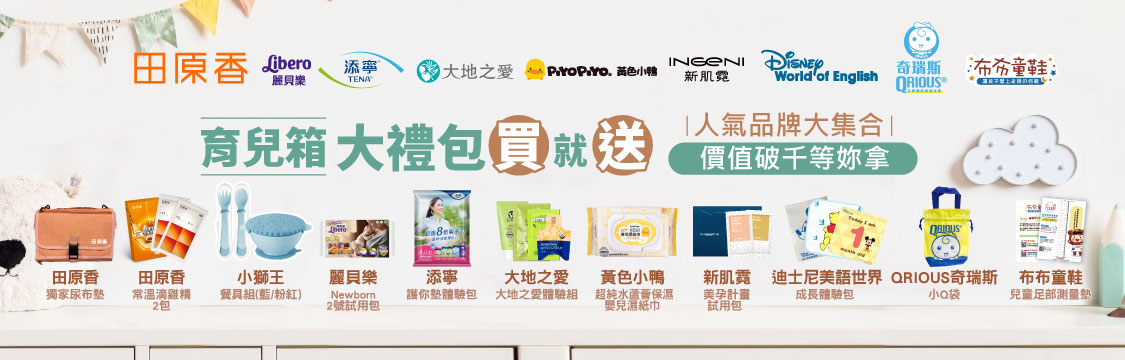 田原香
Libero
麗貝樂
添寧
TENA
大地之愛
PiYOPiYO. 黃色小鴨
INGENI
新肌霓
Disney
World of English
奇瑞斯
QRIOUS®
布布童鞋
育兒箱 大禮包 買就送
人氣品牌大集合
價值破千等妳拿
田原香
獨家尿布墊
田原香
常溫滴雞精
2包
小獅王
餐具組(藍/粉紅)
麗貝樂
Newborn
2號試用包
添寧
護你墊體驗包
大地之愛
大地之愛體驗組
黃色小鴨
超純水蘆薈保濕
嬰兒濕紙巾
新肌霓
美孕計畫
試用包
迪士尼美語世界
成長體驗包
QRIOUS奇瑞斯
小Q袋
布布童鞋
兒童足部測量墊